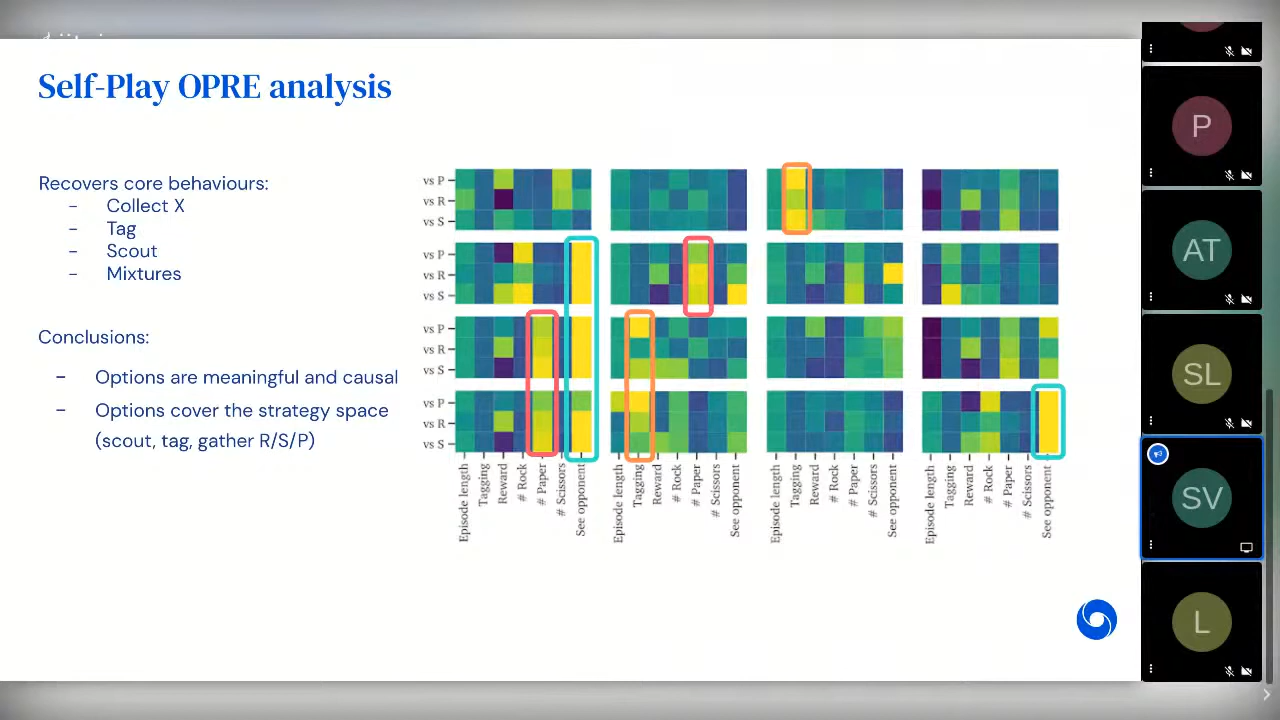 Self-Play OPRE analysis
Recovers core behaviours:
- Collect X
- Tag
- Scout
- Mixtures
Conclusions:
- Options are meaningful and causal
- Options cover the strategy space
(scout, tag, gather R/S/P)
vs P
vs R
vs S
vs P
vs R
vs S
vs P
vs R
vs S
vs P
vs R
vs S
Episode length
Tagging
Reward
# Rock
# Paper
# Scissors
See opponent
Episode length
Tagging
Reward
# Rock
# Paper
# Scissors
See opponent
Episode length
Tagging
Reward
# Rock
# Paper
# Scissors
See opponent
Episode length
Tagging
Reward
# Rock
# Paper
# Scissors
See opponent
P
AT
SL
SV
L